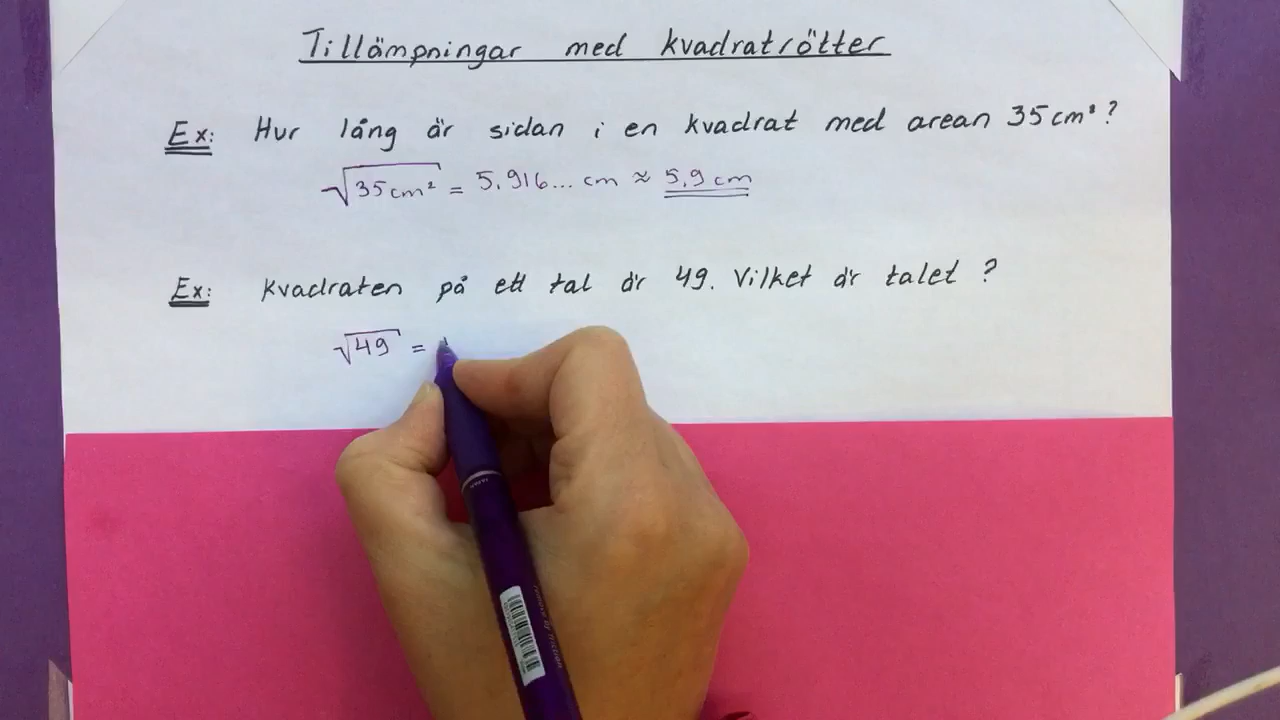 Tillämpningar med kvadratrötter
Ex: Hur lång är sidan i en kvadrat med arean 35 cm²?
√35 cm² = 5,916... cm ≈ 5,9 cm
Ex: Kvadraten på ett tal är 49. Vilket är talet?
√49 =